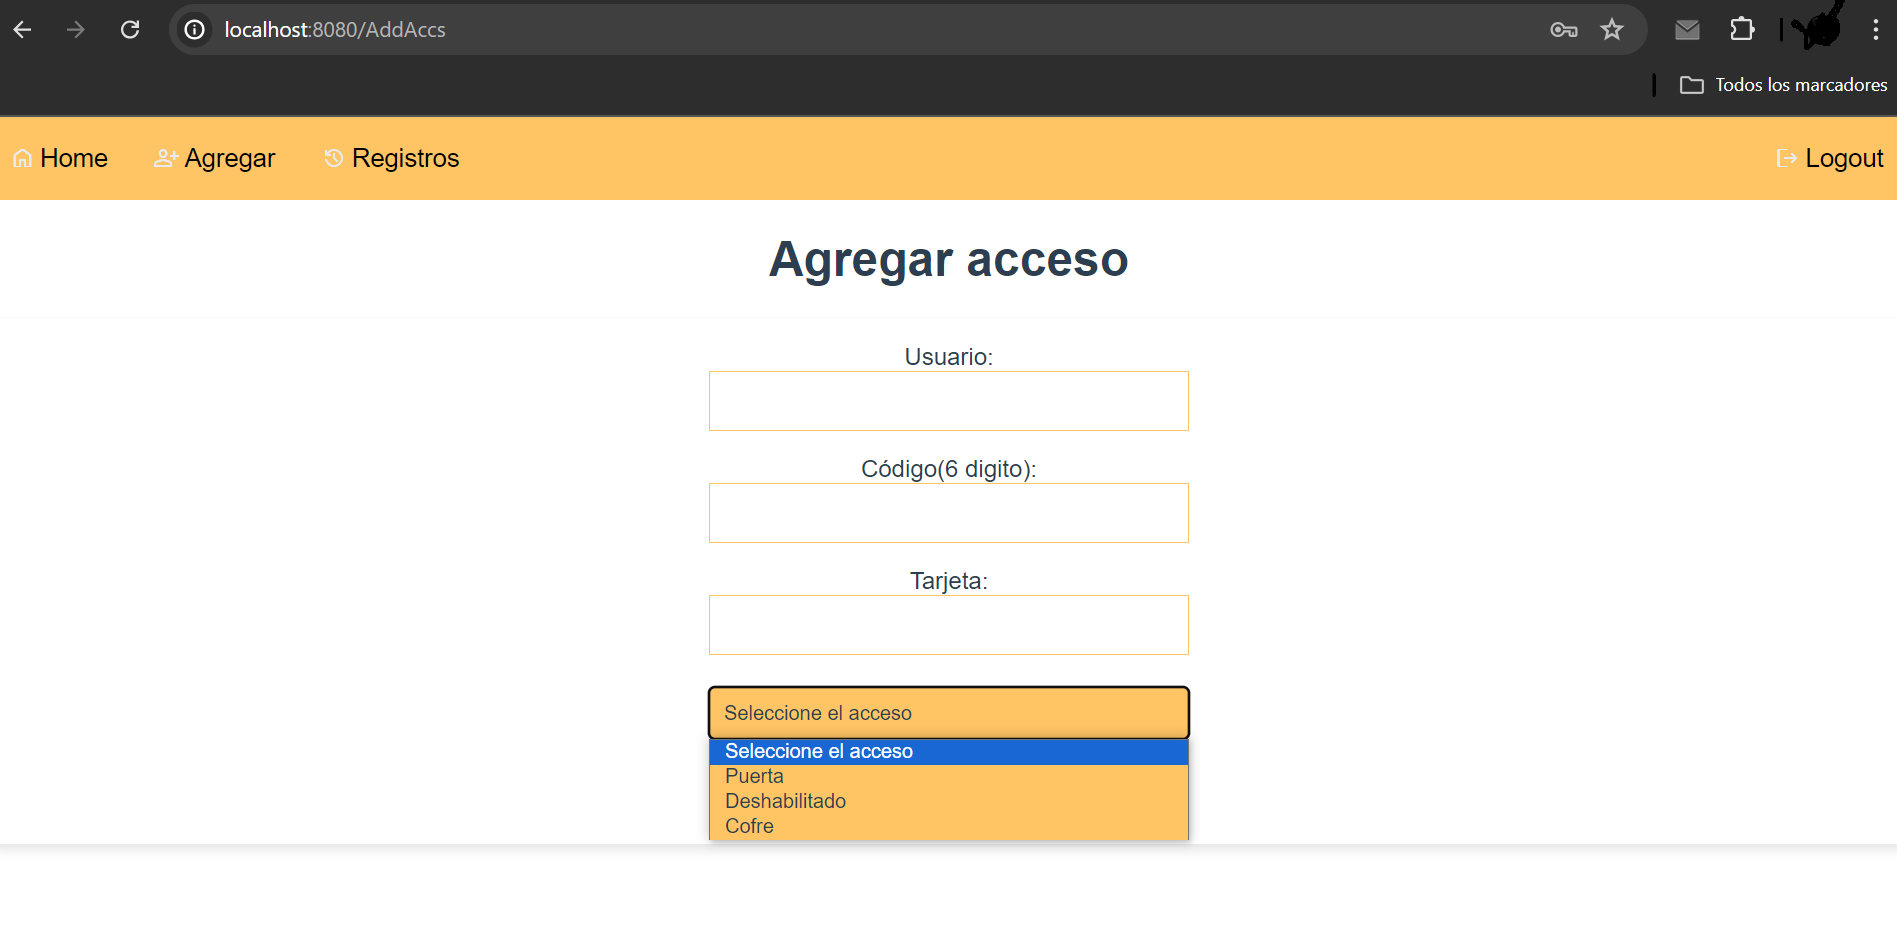 localhost:8080/AddAccs
Todos los marcadores
Home Agregar Registros Logout
Agregar acceso
Usuario:
Código(6 digito):
Tarjeta:
Seleccione el acceso
Seleccione el acceso
Puerta
Deshabilitado
Cofre